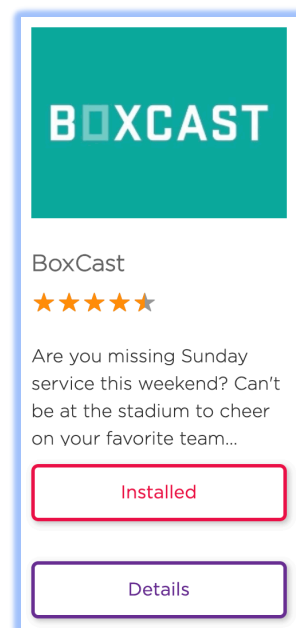 BOXCAST
BoxCast
Are you missing Sunday
service this weekend? Can't
be at the stadium to cheer
on your favorite team...
Installed
Details